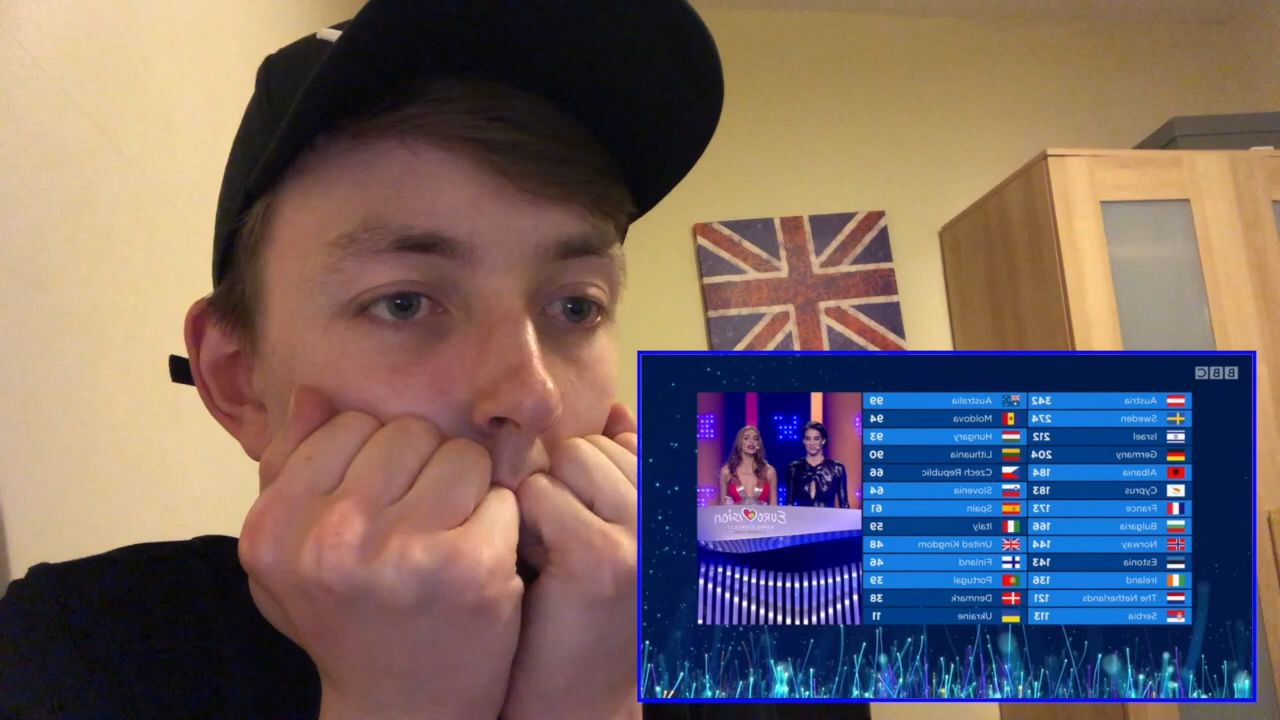 BBC
Austria 342
Sweden 274
Israel 212
Germany 204
Albania 184
Cyprus 183
France 173
Bulgaria 166
Norway 144
Estonia 143
Ireland 136
The Netherlands 121
Serbia 113
Australia 99
Moldova 94
Hungary 93
Lithuania 90
Czech Republic 66
Slovenia 64
Spain 61
Italy 59
United Kingdom 48
Finland 46
Portugal 39
Denmark 38
Ukraine 11
EUROVISION
SONG CONTEST